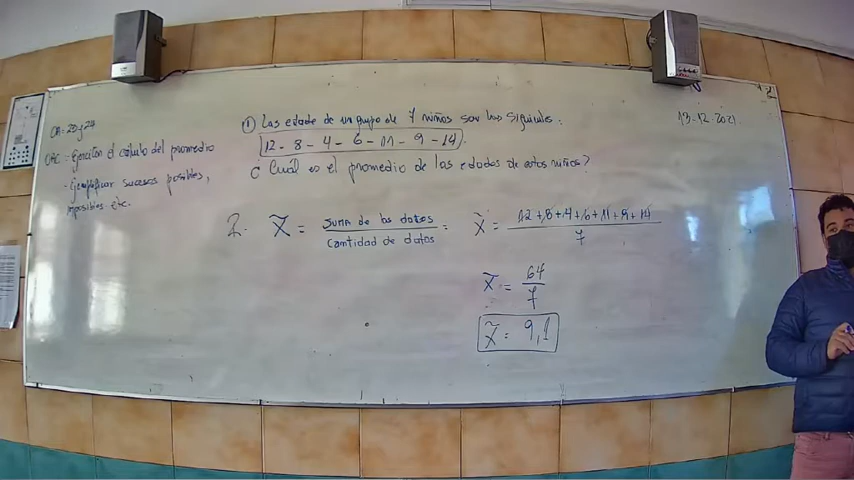 OA = 20 y 24
OAC = Ejercitan el cálculo del promedio
- Ejemplificar sucesos posibles,
imposibles etc.
① Las edade de un grupo de 7 niños son las siguientes:
12 - 8 - 4 - 6 - 11 - 9 - 14.
¿ Cuál es el promedio de las edades de estos niños?
13-12-2021
2. x̃ = suma de los datos / cantidad de datos = x̃ = 12+8+4+6+11+9+14 / 7
x̃ = 64 / 7
x̃ = 9,1